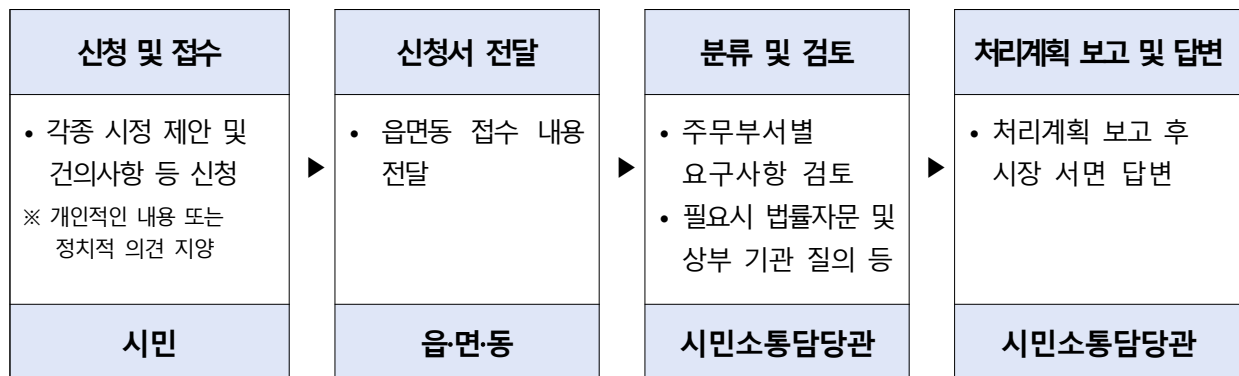 신청 및 접수
• 각종 시정 제안 및
건의사항 등 신청
※ 개인적인 내용 또는
정치적 의견 지양
시민
▶
신청서 전달
• 읍면동 접수 내용
전달
읍·면·동
▶
분류 및 검토
• 주무부서별
요구사항 검토
• 필요시 법률자문 및
상부 기관 질의 등
시민소통담당관
▶
처리계획 보고 및 답변
• 처리계획 보고 후
시장 서면 답변
시민소통담당관